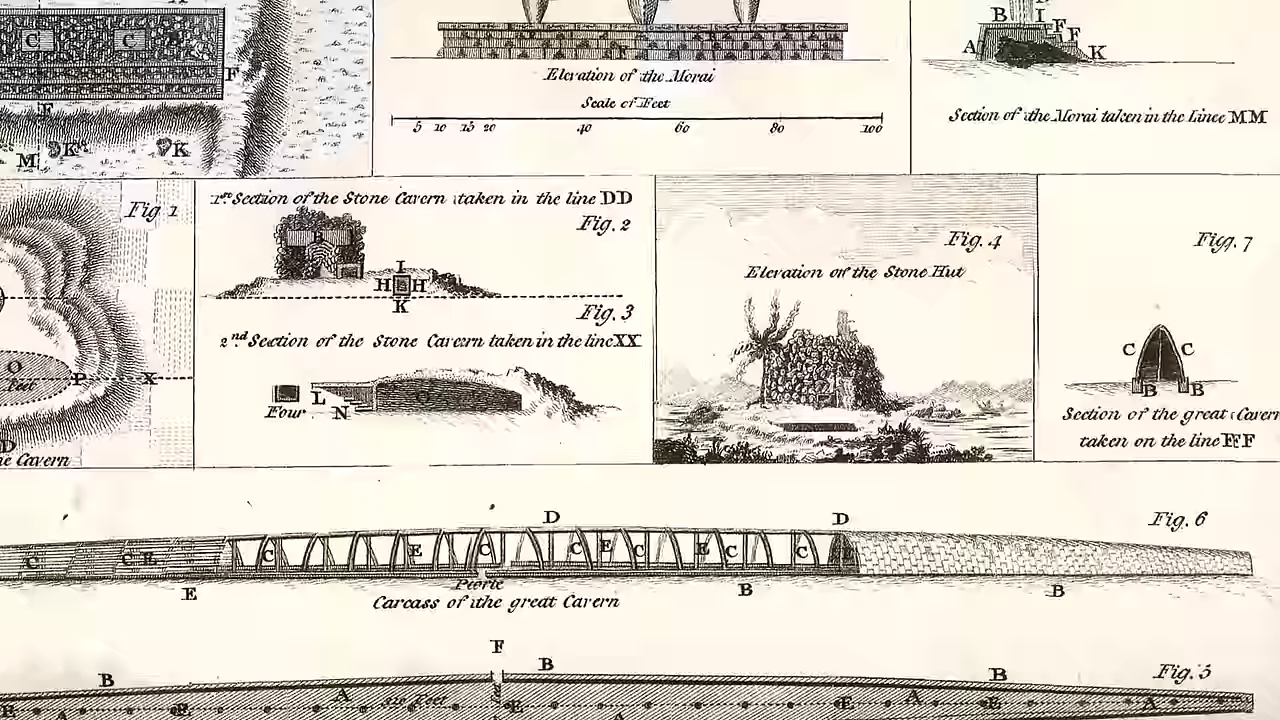 C C
F
F
M K K
Elevation of the Morai
Scale of Feet
5 10 15 20 40 60 80 100
B I F F
A K
Section of the Morai taken in the Linee MM
Fig 1
O
Feet P X
D
Cavern
1st Section of the Stone Cavern taken in the line DD
Fig. 2
B
I
H H
K
Fig. 3
2nd Section of the Stone Cavern taken in the line XX
L O
Four N
Fig. 4
Elevation of the Stone Hut
Fig. 7
C C
B B
Section of the great Cavern
taken on the line FF
D D Fig. 6
C C E C E C C E C E C C
E B B
Carcass of the great Cavern
F
B B B Fig. 5
A 310 Feet E A E A
E E A E A